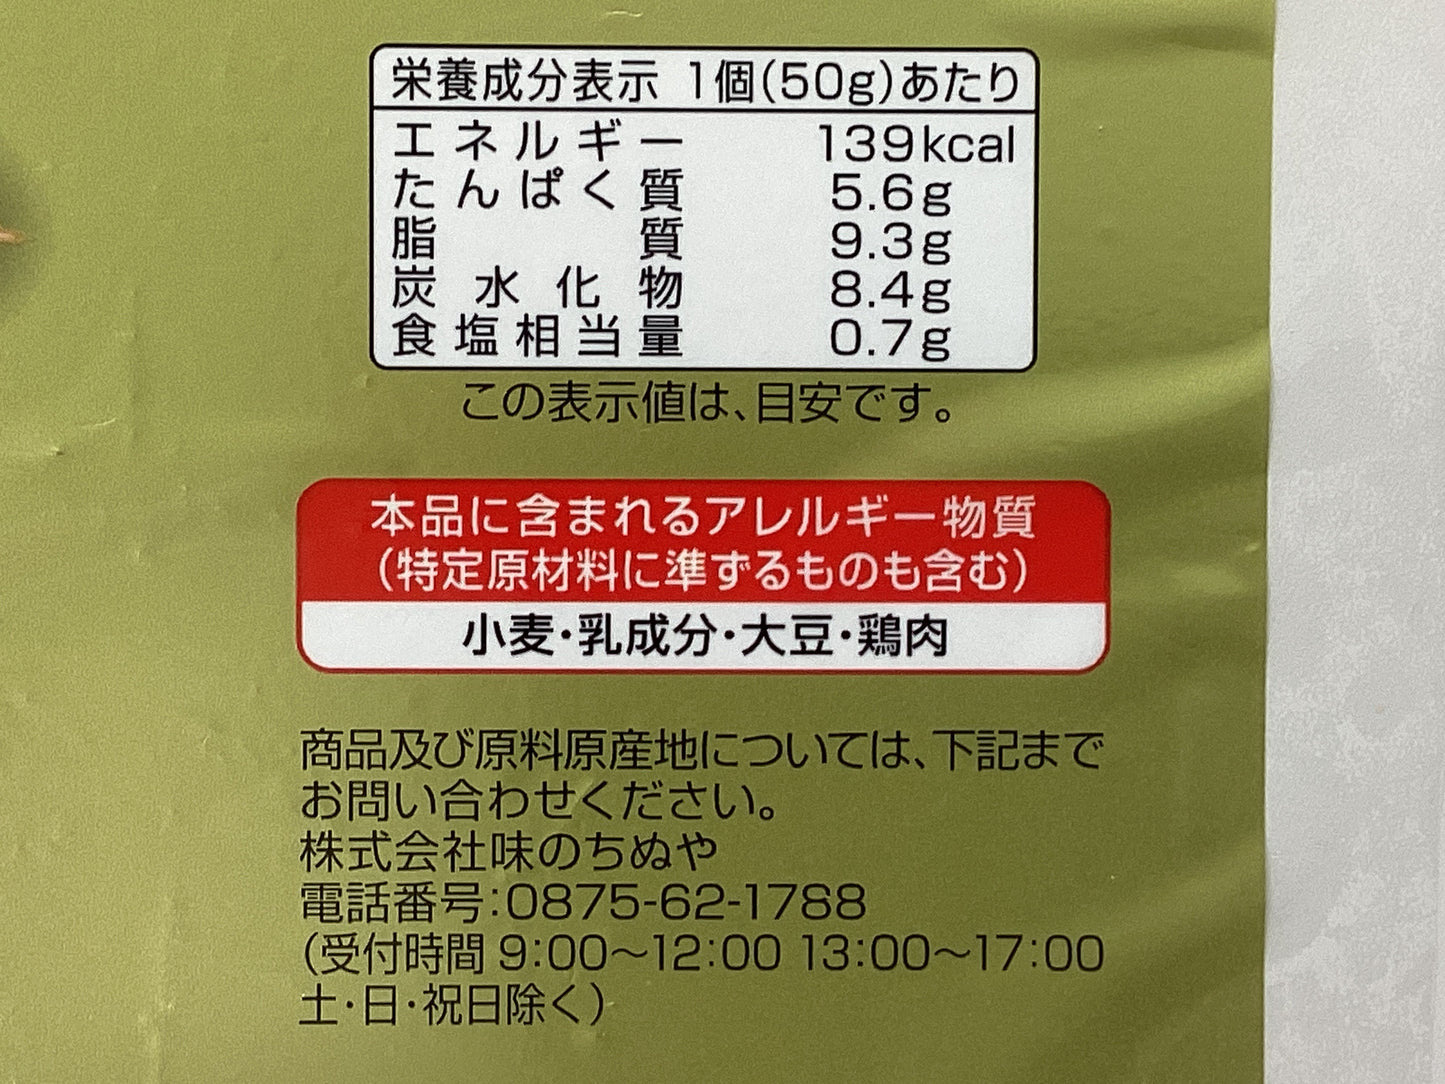 栄養成分表示 1個(50g)あたり
エネルギー 139kcal
たんぱく質 5.6g
脂質 9.3g
炭水化物 8.4g
食塩相当量 0.7g
この表示値は、目安です。
本品に含まれるアレルギー物質
(特定原材料に準ずるものも含む)
小麦・乳成分・大豆・鶏肉
商品及び原料原産地については、下記まで
お問い合わせください。
株式会社味のちぬや
電話番号:0875-62-1788
(受付時間 9:00〜12:00 13:00〜17:00
土・日・祝日除く)